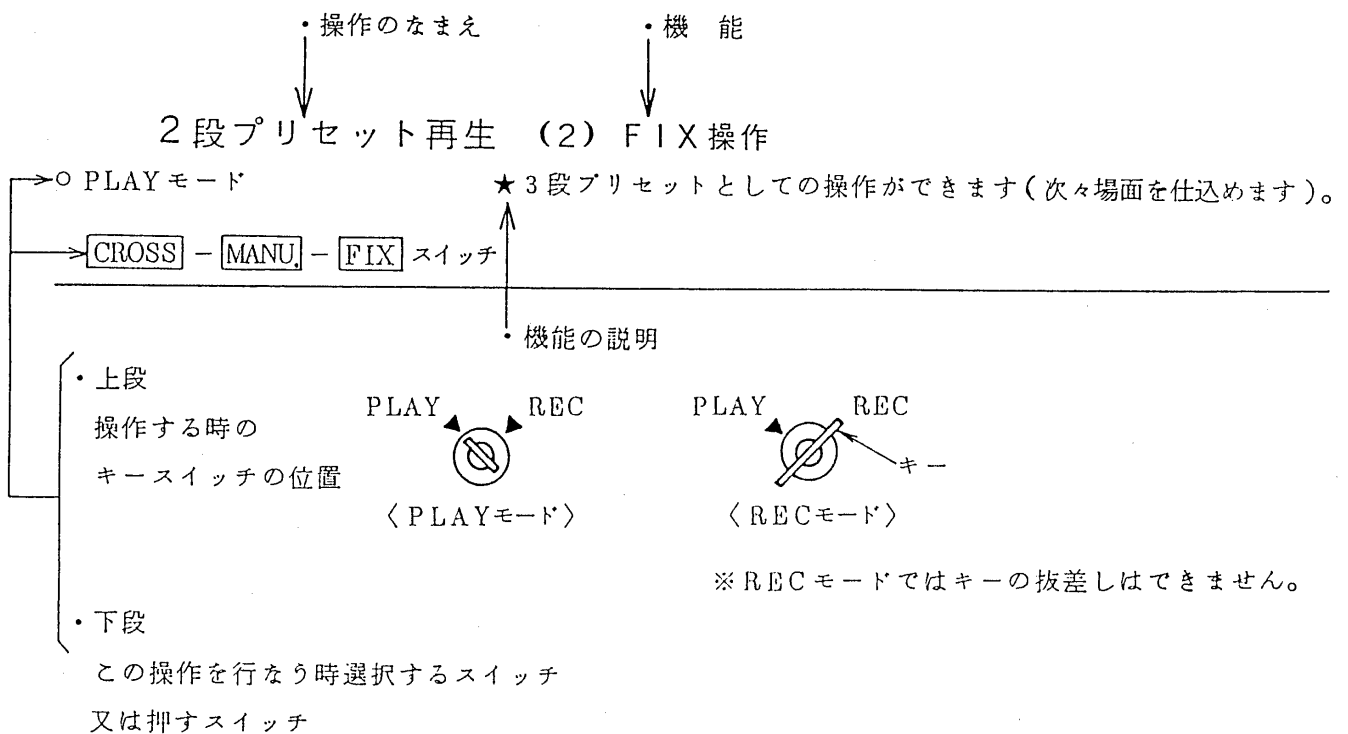 ・操作のなまえ
・機 能
2段プリセット再生 (2) FIX操作
○ PLAYモード
★3段プリセットとしての操作ができます(次々場面を仕込めます)。
CROSS − MANU. − FIX スイッチ
・機能の説明
・上段
操作する時の
キースイッチの位置
PLAY REC
〈PLAYモード〉
PLAY REC
キー
〈RECモード〉
※RECモードではキーの抜差しはできません。
・下段
この操作を行なう時選択するスイッチ
又は押すスイッチ